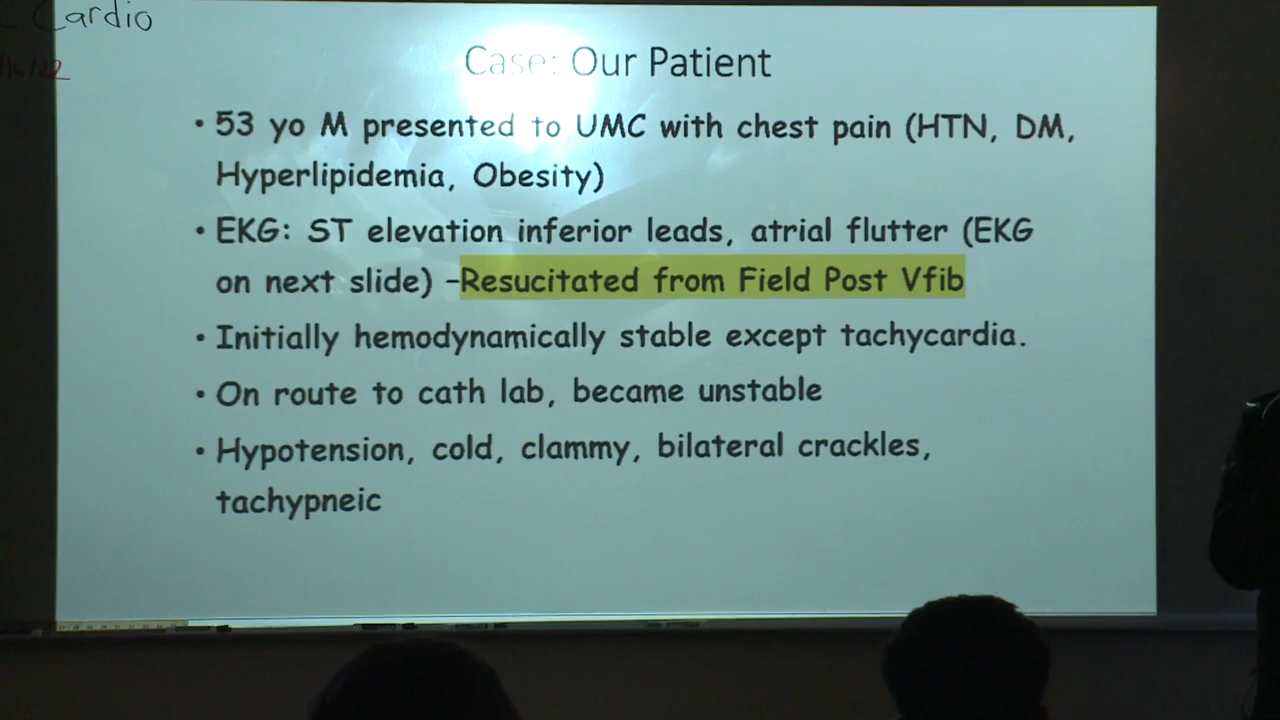 Cardio
Case: Our Patient
• 53 yo M presented to UMC with chest pain (HTN, DM,
Hyperlipidemia, Obesity)
• EKG: ST elevation inferior leads, atrial flutter (EKG
on next slide) –Resucitated from Field Post Vfib
• Initially hemodynamically stable except tachycardia.
• On route to cath lab, became unstable
• Hypotension, cold, clammy, bilateral crackles,
tachypneic